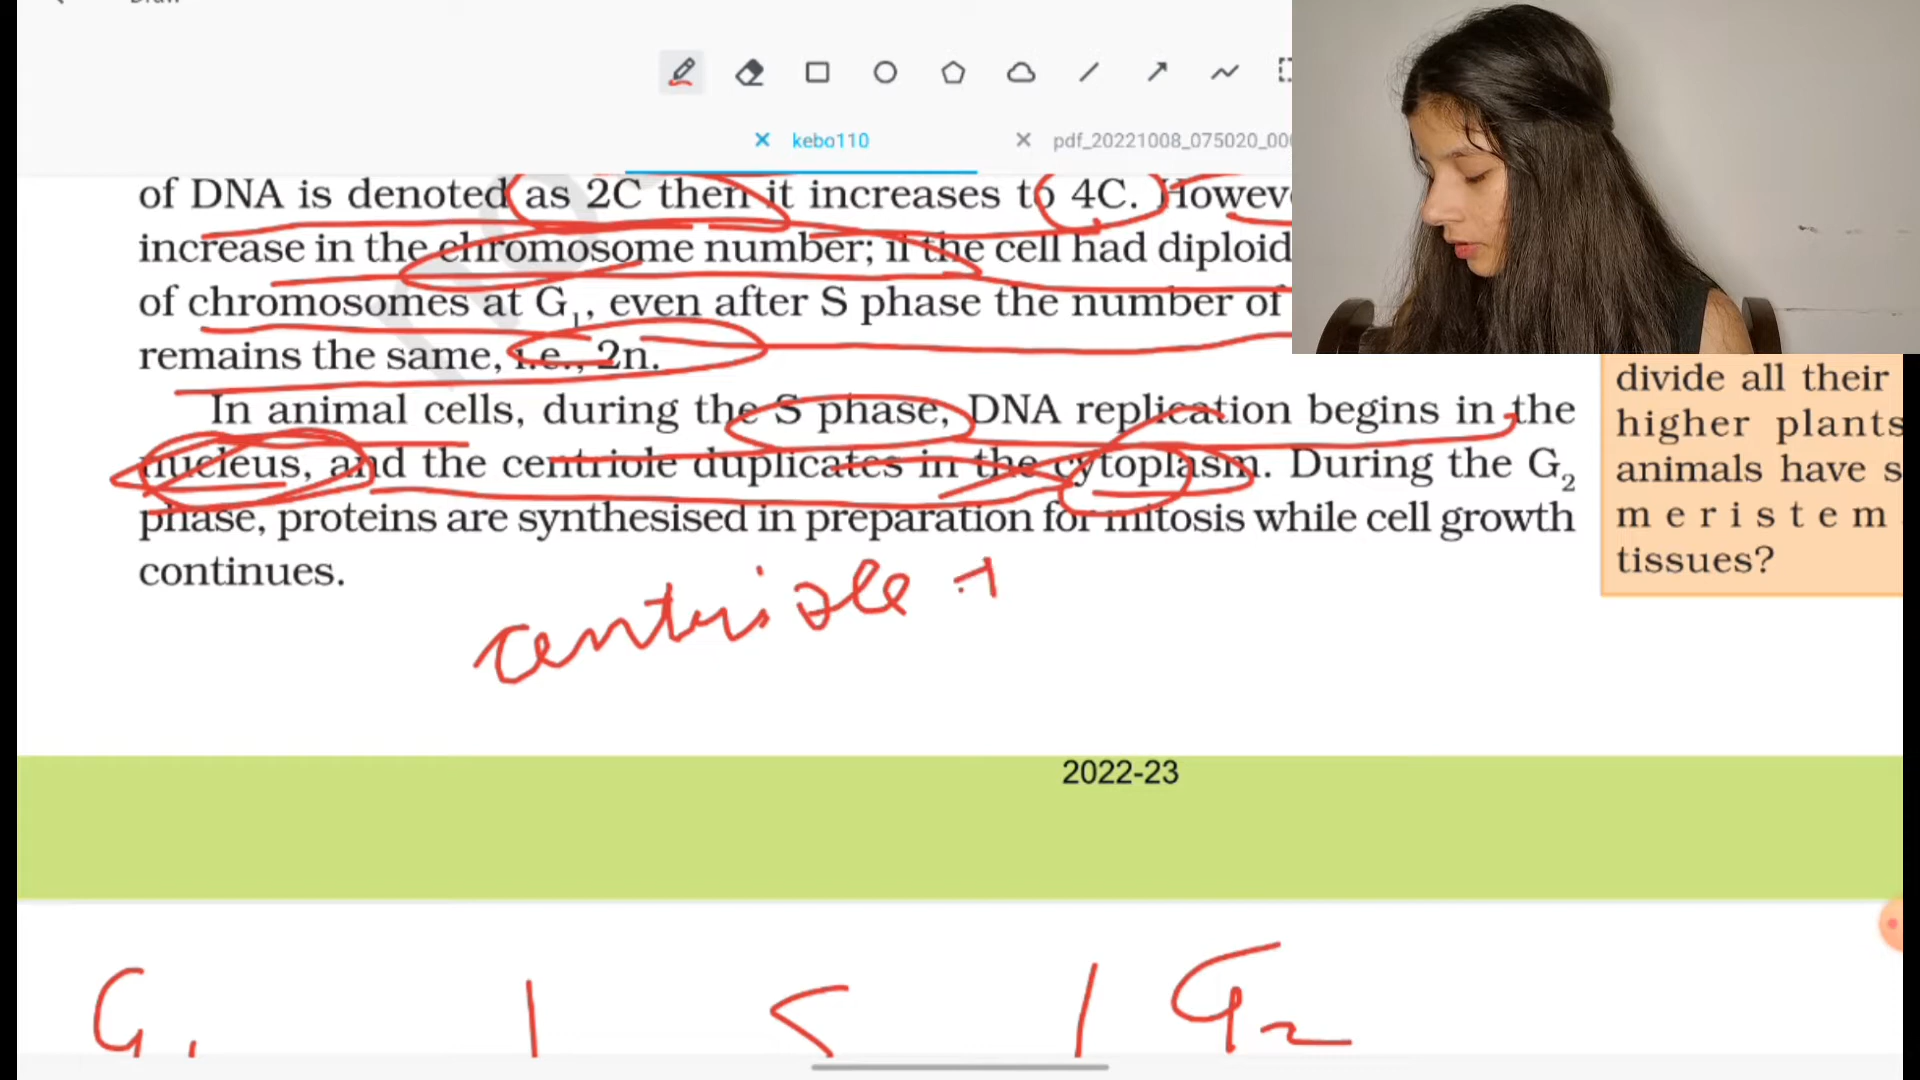 kebo110
pdf_20221008_075020_00
of DNA is denoted as 2C then it increases to 4C. Howev
increase in the chromosome number; if the cell had diploid
of chromosomes at G₁, even after S phase the number of
remains the same, i.e., 2n.
In animal cells, during the S phase, DNA replication begins in the
nucleus, and the centriole duplicates in the cytoplasm. During the G₂
phase, proteins are synthesised in preparation for mitosis while cell growth
continues.
divide all their
higher plants
animals have s
meristem
tissues?
centriole
2022-23
G₁ | S | G₂